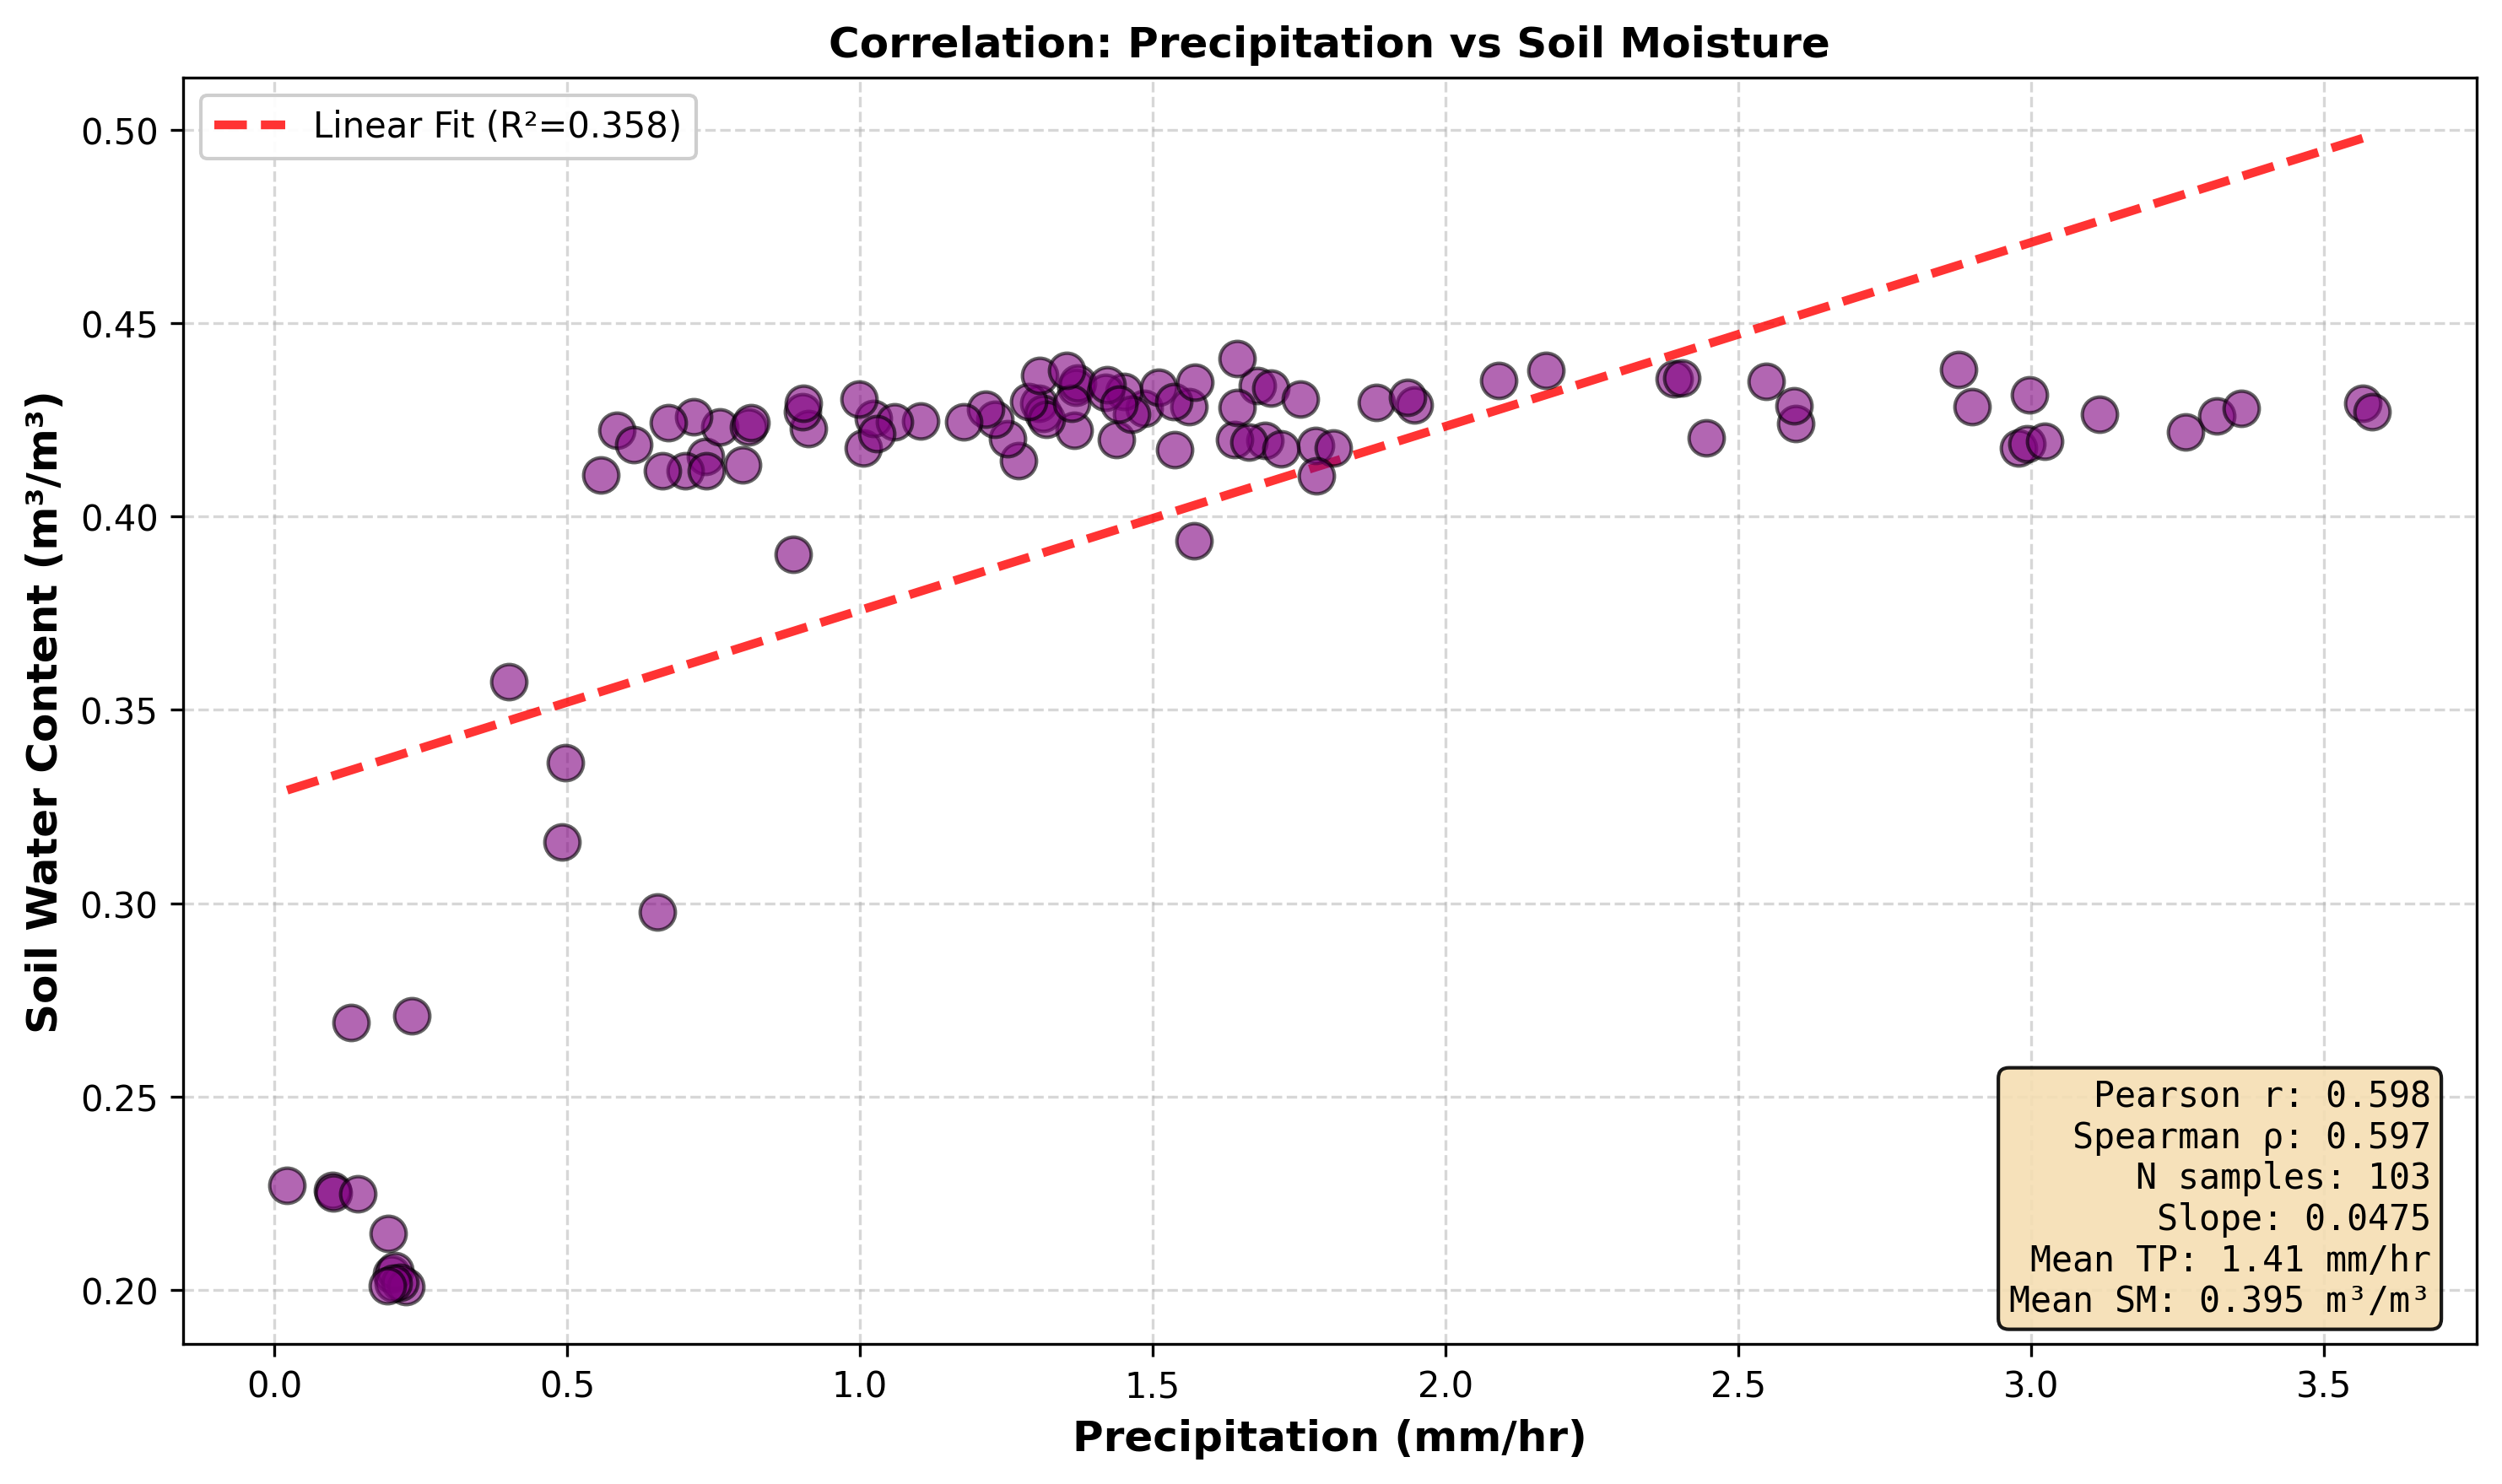 Correlation: Precipitation vs Soil Moisture
Linear Fit (R²=0.358)
Soil Water Content (m³/m³)
0.50
0.45
0.40
0.35
0.30
0.25
0.20
Pearson r: 0.598
Spearman ρ: 0.597
N samples: 103
Slope: 0.0475
Mean TP: 1.41 mm/hr
Mean SM: 0.395 m³/m³
0.0 0.5 1.0 1.5 2.0 2.5 3.0 3.5
Precipitation (mm/hr)